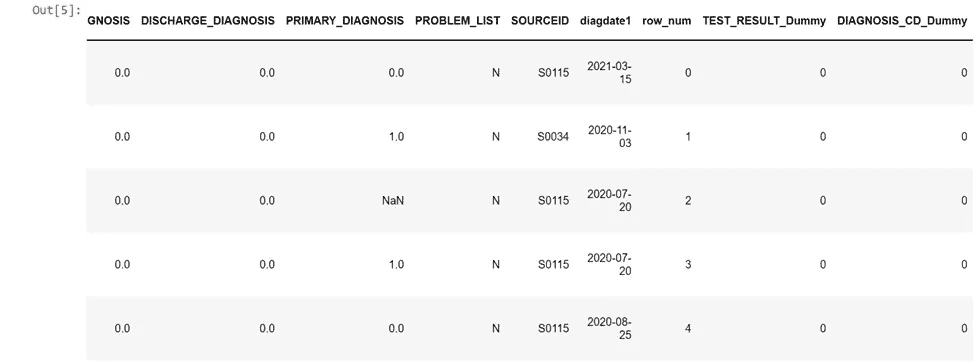 Out[5]:
GNOSIS DISCHARGE_DIAGNOSIS PRIMARY_DIAGNOSIS PROBLEM_LIST SOURCEID diagdate1 row_num TEST_RESULT_Dummy DIAGNOSIS_CD_Dummy
0.0 0.0 0.0 N S0115 2021-03-
15 0 0 0
0.0 0.0 1.0 N S0034 2020-11-
03 1 0 0
0.0 0.0 NaN N S0115 2020-07-
20 2 0 0
0.0 0.0 1.0 N S0115 2020-07-
20 3 0 0
0.0 0.0 0.0 N S0115 2020-08-
25 4 0 0